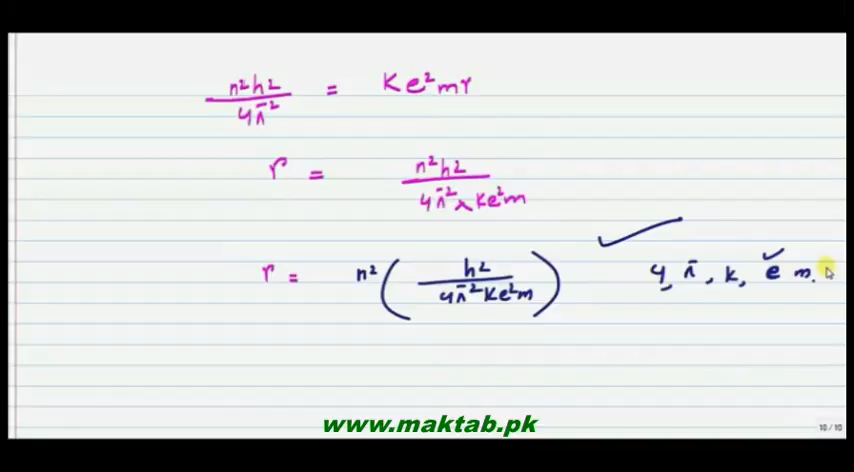 n²h² / 4π² = Ke²mr
r = n²h² / 4π² × Ke²m
r = n² ( h² / 4π²Ke²m ) 4, π, k, e m.
www.maktab.pk
10 / 10